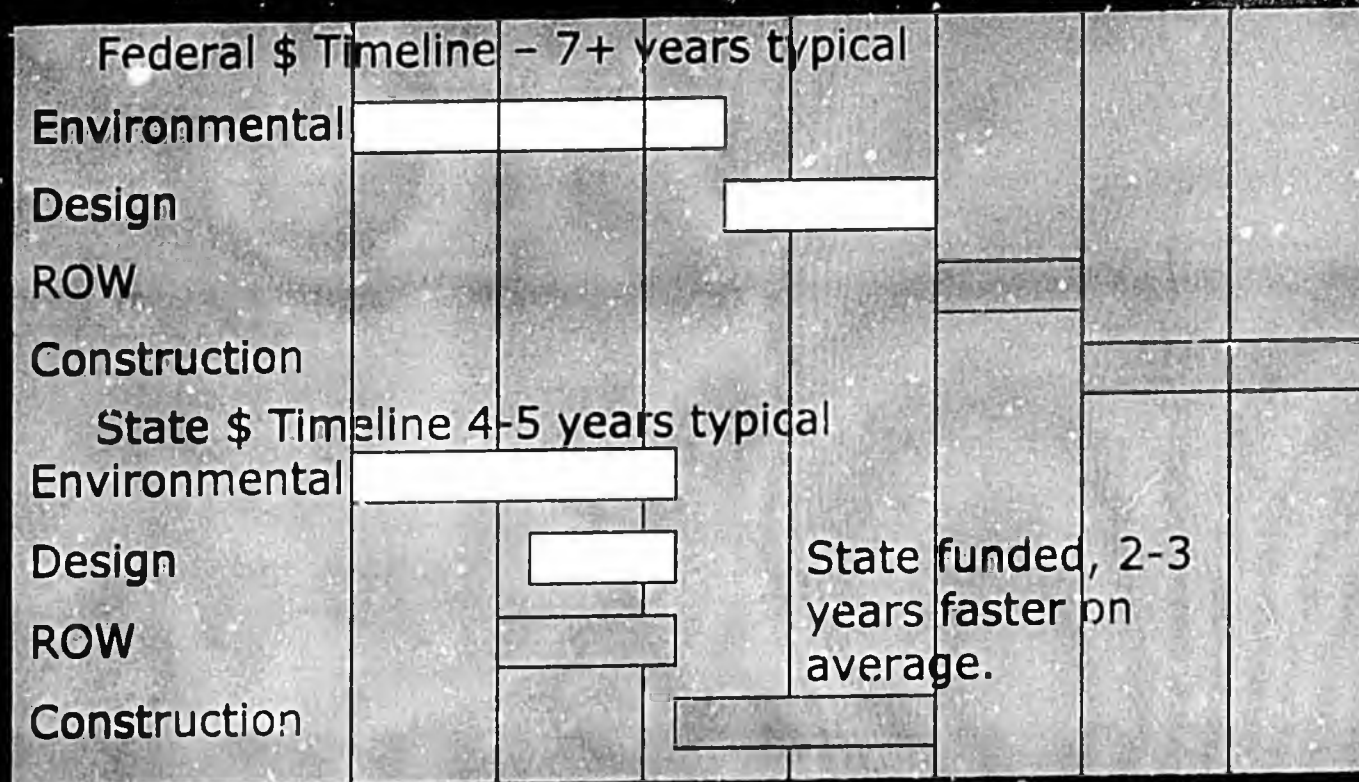 Federal $ Timeline – 7+ years typical
Environmental
Design
ROW
Construction
State $ Timeline 4-5 years typical
Environmental
Design
State funded, 2-3
years faster on
average.
ROW
Construction